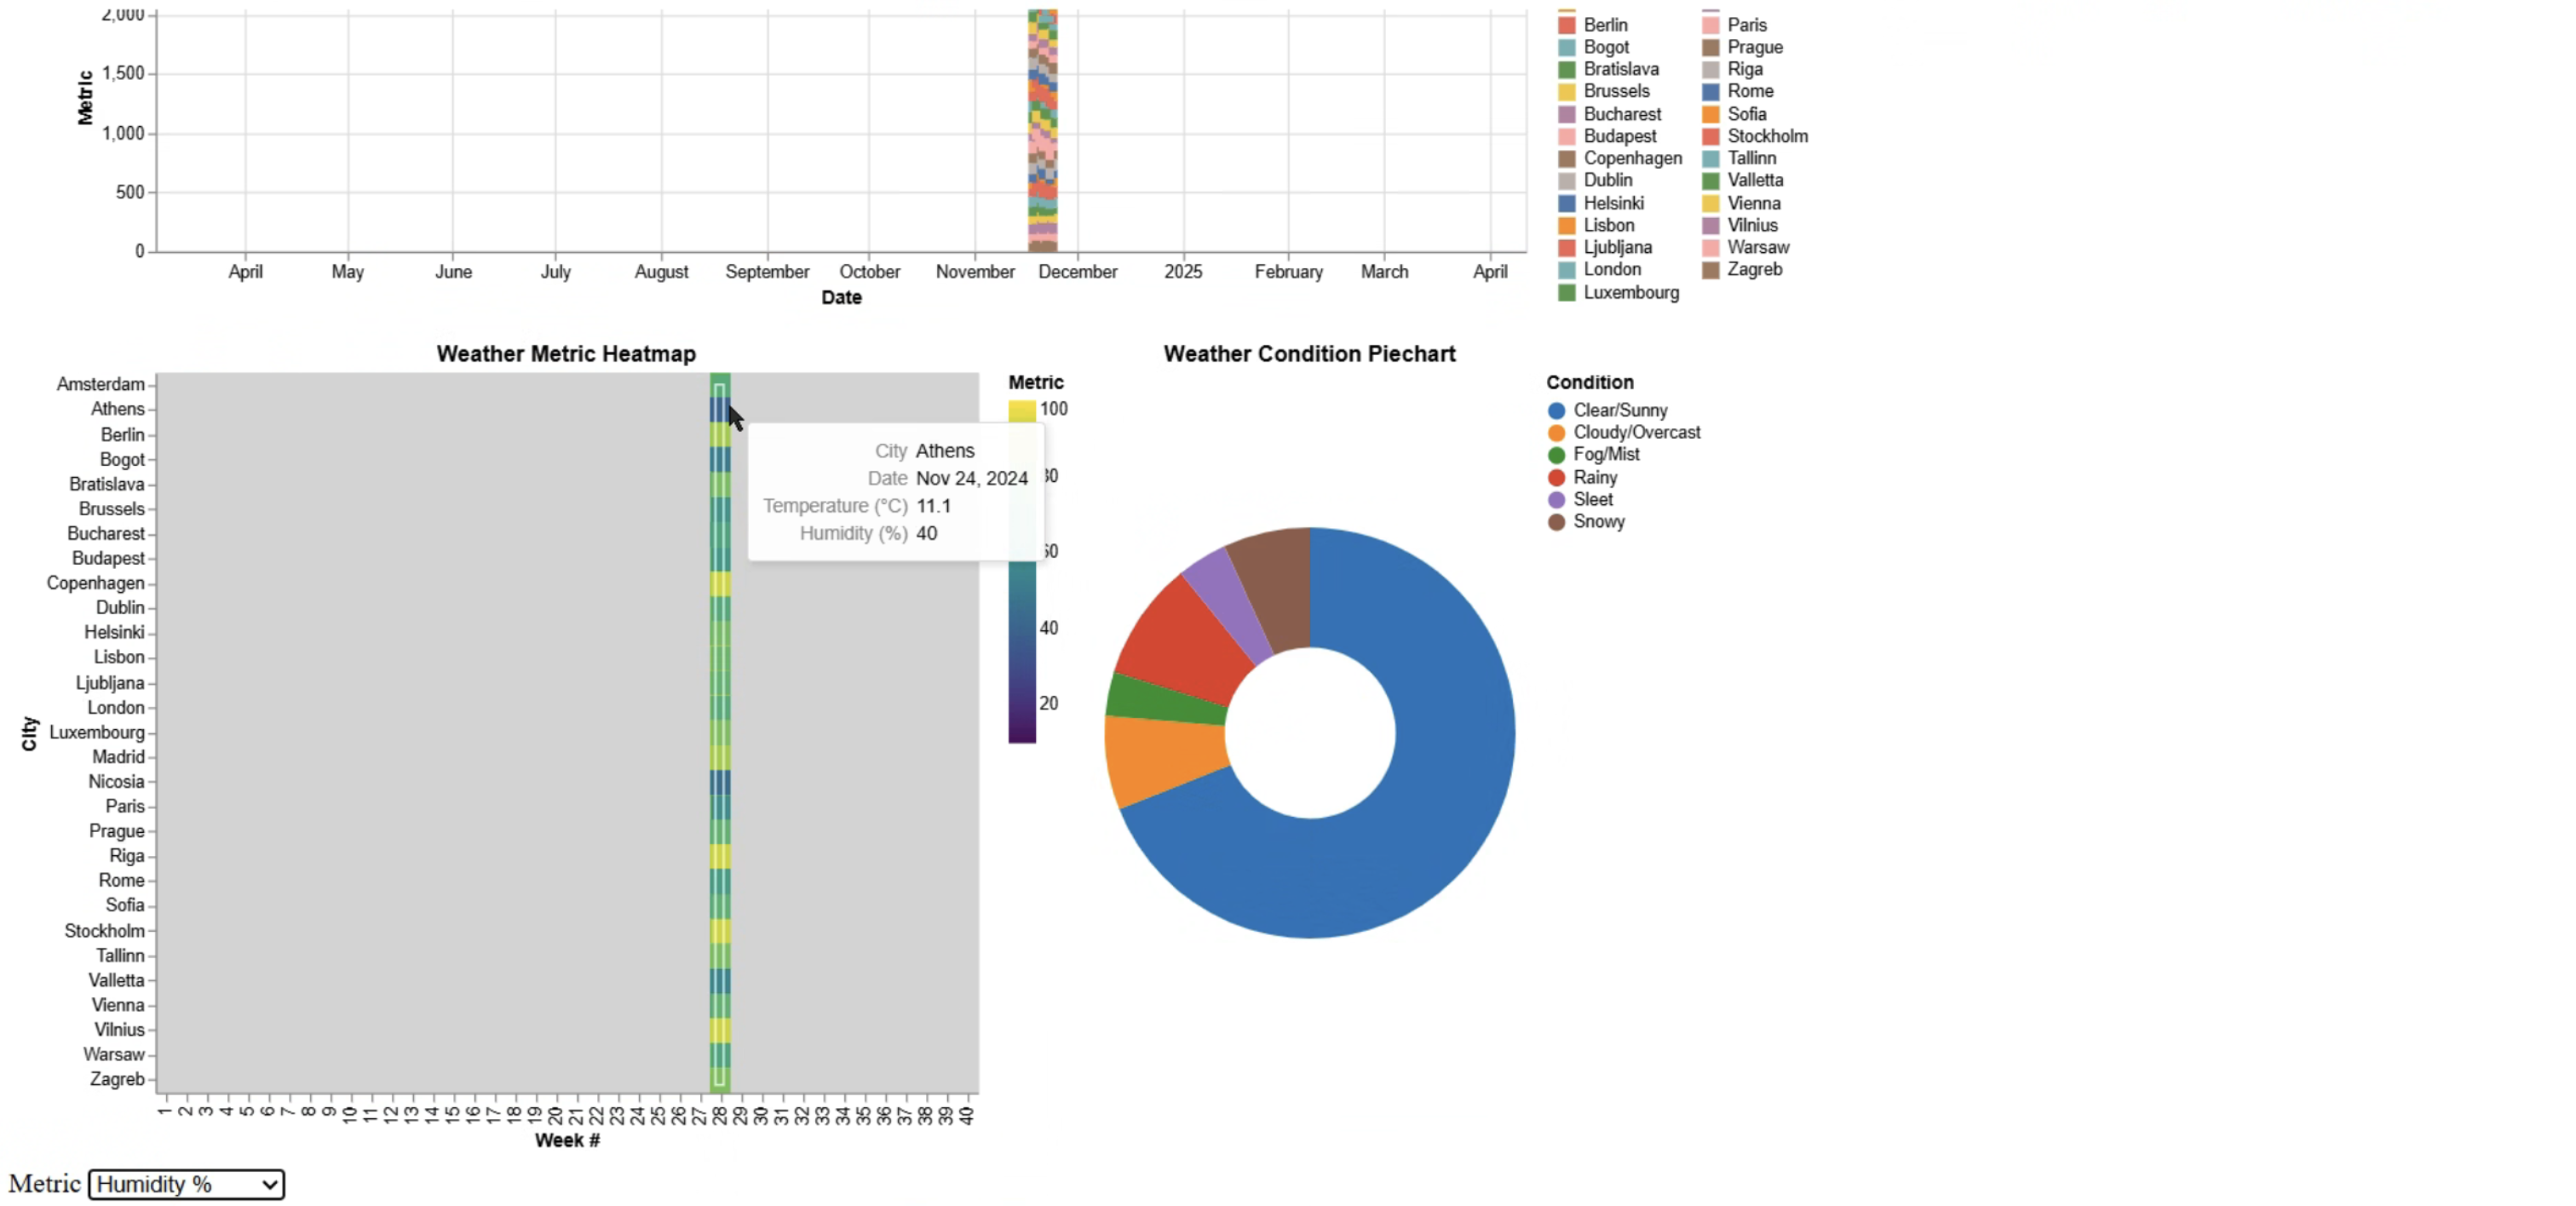 2,000
1,500
1,000
500
0
Metric
April May June July August September October November December 2025 February March April
Date
Berlin Paris
Bogot Prague
Bratislava Riga
Brussels Rome
Bucharest Sofia
Budapest Stockholm
Copenhagen Tallinn
Dublin Valletta
Helsinki Vienna
Lisbon Vilnius
Ljubljana Warsaw
London Zagreb
Luxembourg
Weather Metric Heatmap
City
Amsterdam
Athens
Berlin
Bogot
Bratislava
Brussels
Bucharest
Budapest
Copenhagen
Dublin
Helsinki
Lisbon
Ljubljana
London
Luxembourg
Madrid
Nicosia
Paris
Prague
Riga
Rome
Sofia
Stockholm
Tallinn
Valletta
Vienna
Vilnius
Warsaw
Zagreb
1 2 3 4 5 6 7 8 9 10 11 12 13 14 15 16 17 18 19 20 21 22 23 24 25 26 27 28 29 30 31 32 33 34 35 36 37 38 39 40
Week #
City Athens
Date Nov 24, 2024
Temperature (°C) 11.1
Humidity (%) 40
Metric
100
40
20
Weather Condition Piechart
Condition
Clear/Sunny
Cloudy/Overcast
Fog/Mist
Rainy
Sleet
Snowy
Metric Humidity %